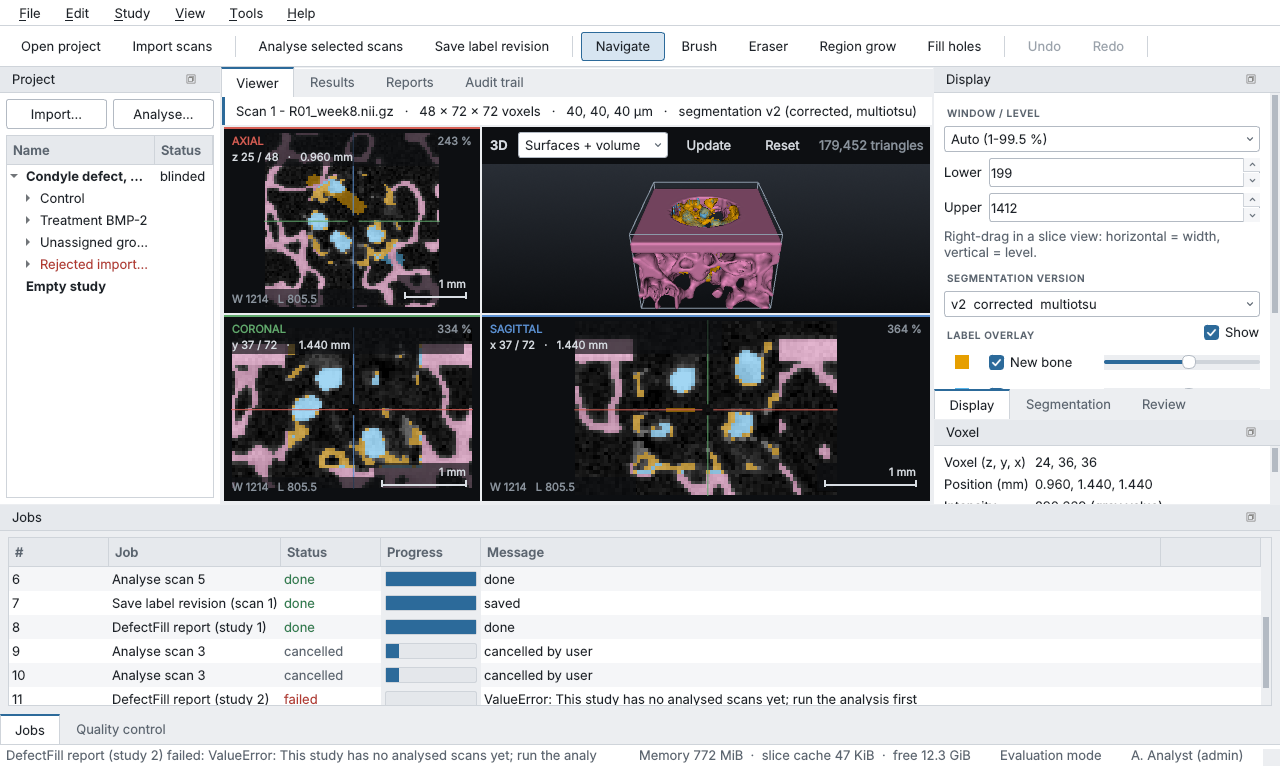 File Edit Study View Tools Help
Open project Import scans Analyse selected scans Save label revision Navigate Brush Eraser Region grow Fill holes Undo Redo
Project
Import... Analyse...
Name Status
Condyle defect, ... blinded
Control
Treatment BMP-2
Unassigned gro...
Rejected import...
Empty study
Viewer Results Reports Audit trail
Scan 1 - R01_week8.nii.gz · 48 × 72 × 72 voxels · 40, 40, 40 µm · segmentation v2 (corrected, multiotsu)
AXIAL 243 %
z 25 / 48 · 0.960 mm
1 mm
W 1214 L 805.5
3D Surfaces + volume Update Reset 179,452 triangles
CORONAL 334 %
y 37 / 72 · 1.440 mm
1 mm
W 1214 L 805.5
SAGITTAL 364 %
x 37 / 72 · 1.440 mm
1 mm
W 1214 L 805.5
Display
WINDOW / LEVEL
Auto (1-99.5 %)
Lower 199
Upper 1412
Right-drag in a slice view: horizontal = width,
vertical = level.
SEGMENTATION VERSION
v2 corrected multiotsu
LABEL OVERLAY Show
New bone
Display Segmentation Review
Voxel
Voxel (z, y, x) 24, 36, 36
Position (mm) 0.960, 1.440, 1.440
Jobs
# Job Status Progress Message
6 Analyse scan 5 done done
7 Save label revision (scan 1) done saved
8 DefectFill report (study 1) done done
9 Analyse scan 3 cancelled cancelled by user
10 Analyse scan 3 cancelled cancelled by user
11 DefectFill report (study 2) failed ValueError: This study has no analysed scans yet; run the analysis first
Jobs Quality control
DefectFill report (study 2) failed: ValueError: This study has no analysed scans yet; run the analy Memory 772 MiB · slice cache 47 KiB · free 12.3 GiB Evaluation mode A. Analyst (admin)